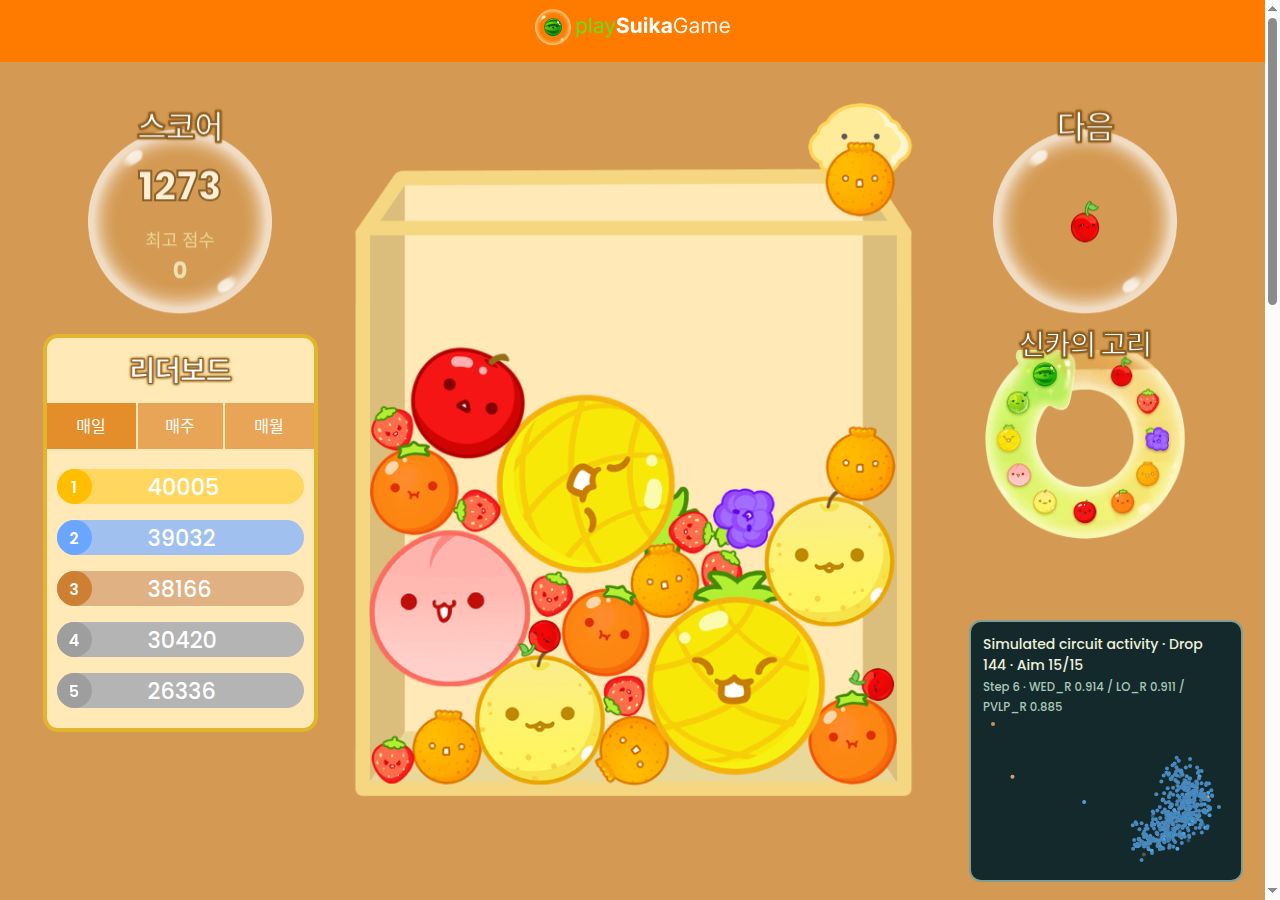 playSuikaGame
스코어
1273
최고 점수
0
다음
신카의 고리
리더보드
매일 매주 매월
1 40005
2 39032
3 38166
4 30420
5 26336
Simulated circuit activity · Drop
144 · Aim 15/15
Step 6 · WED_R 0.914 / LO_R 0.911 /
PVLP_R 0.885